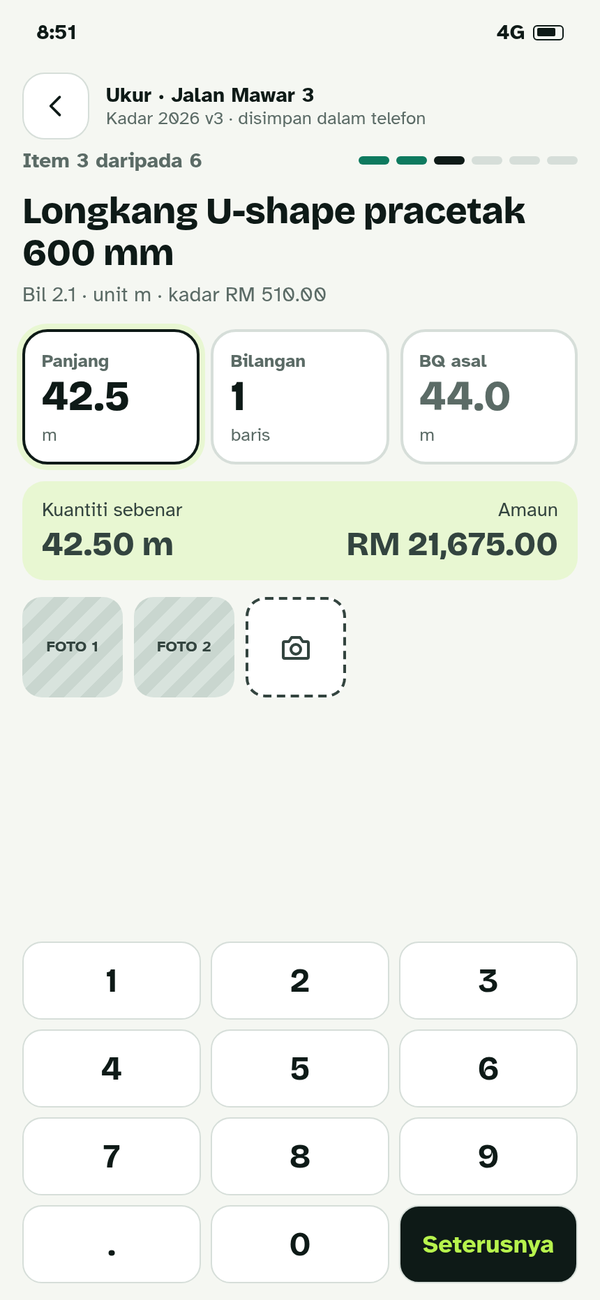 8:51
4G
Ukur · Jalan Mawar 3
Kadar 2026 v3 · disimpan dalam telefon
Item 3 daripada 6
Longkang U-shape pracetak
600 mm
Bil 2.1 · unit m · kadar RM 510.00
Panjang
42.5
m
Bilangan
1
baris
BQ asal
44.0
m
Kuantiti sebenar
42.50 m
Amaun
RM 21,675.00
FOTO 1
FOTO 2
1
2
3
4
5
6
7
8
9
.
0
Seterusnya